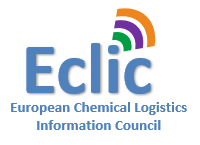 Eclic
European Chemical Logistics
Information Council